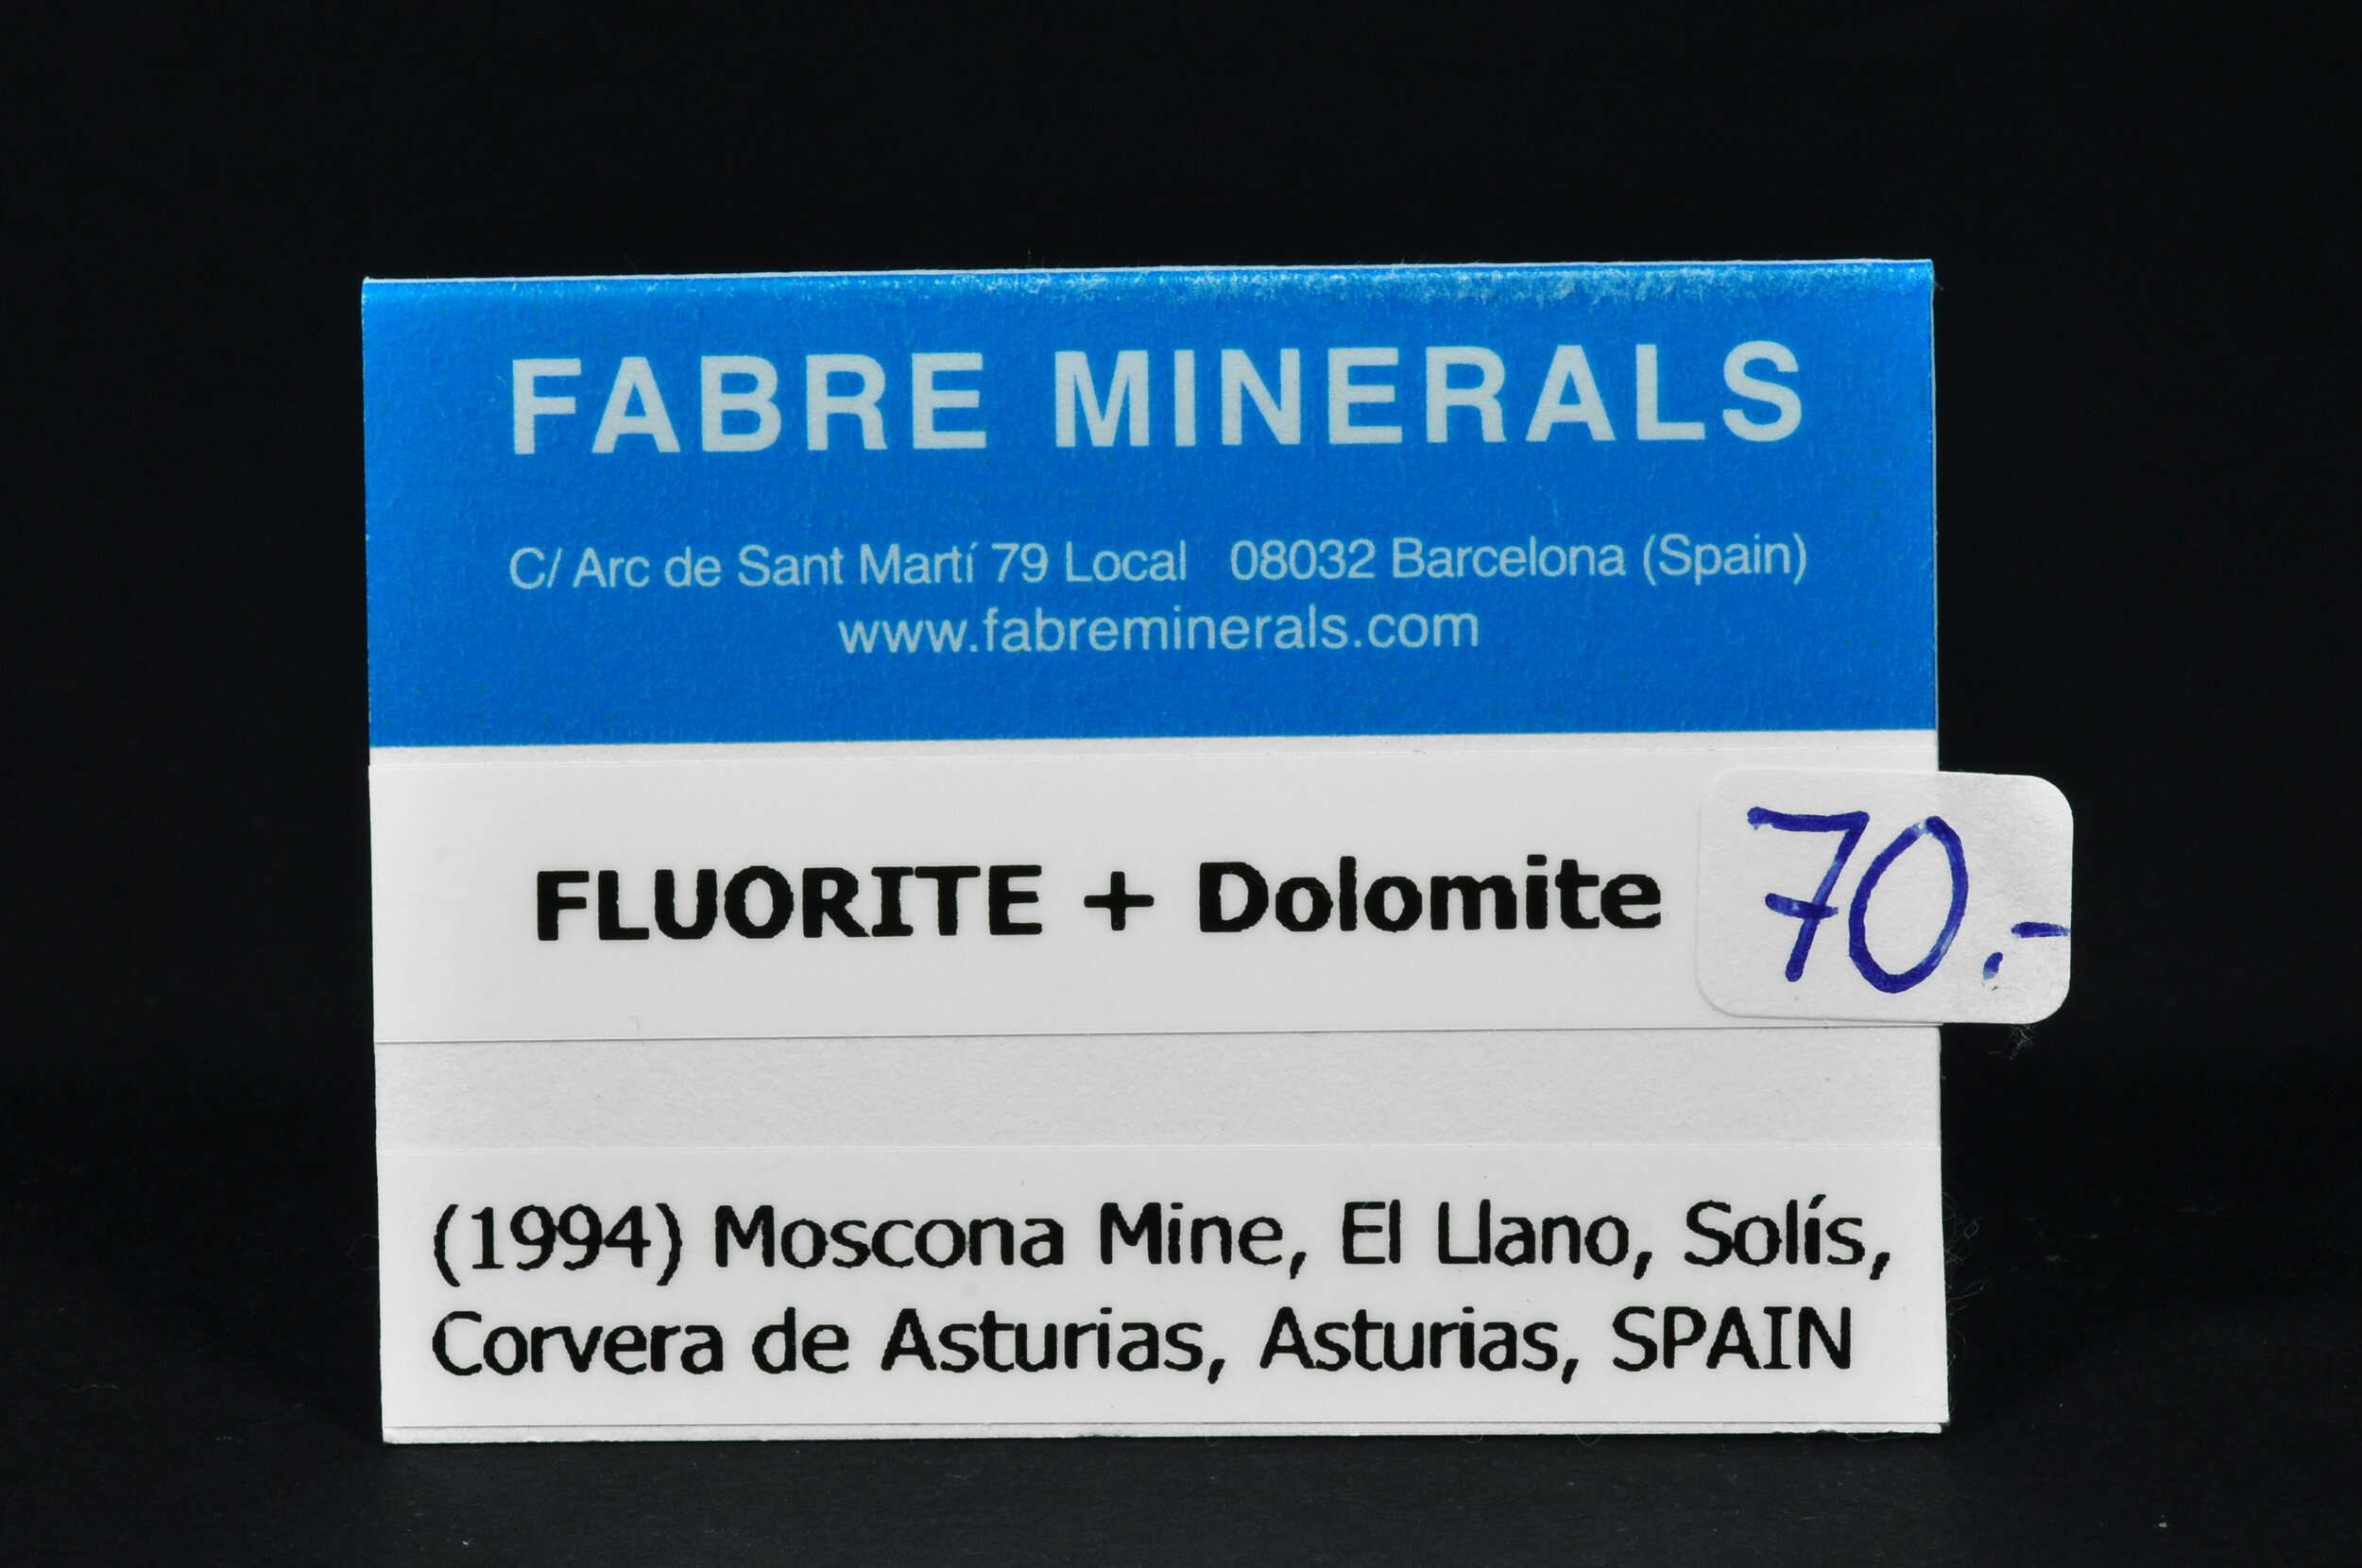 FABRE MINERALS
C/ Arc de Sant Martí 79 Local 08032 Barcelona (Spain)
www.fabreminerals.com
FLUORITE + Dolomite
70.-
(1994) Moscona Mine, El Llano, Solís,
Corvera de Asturias, Asturias, SPAIN